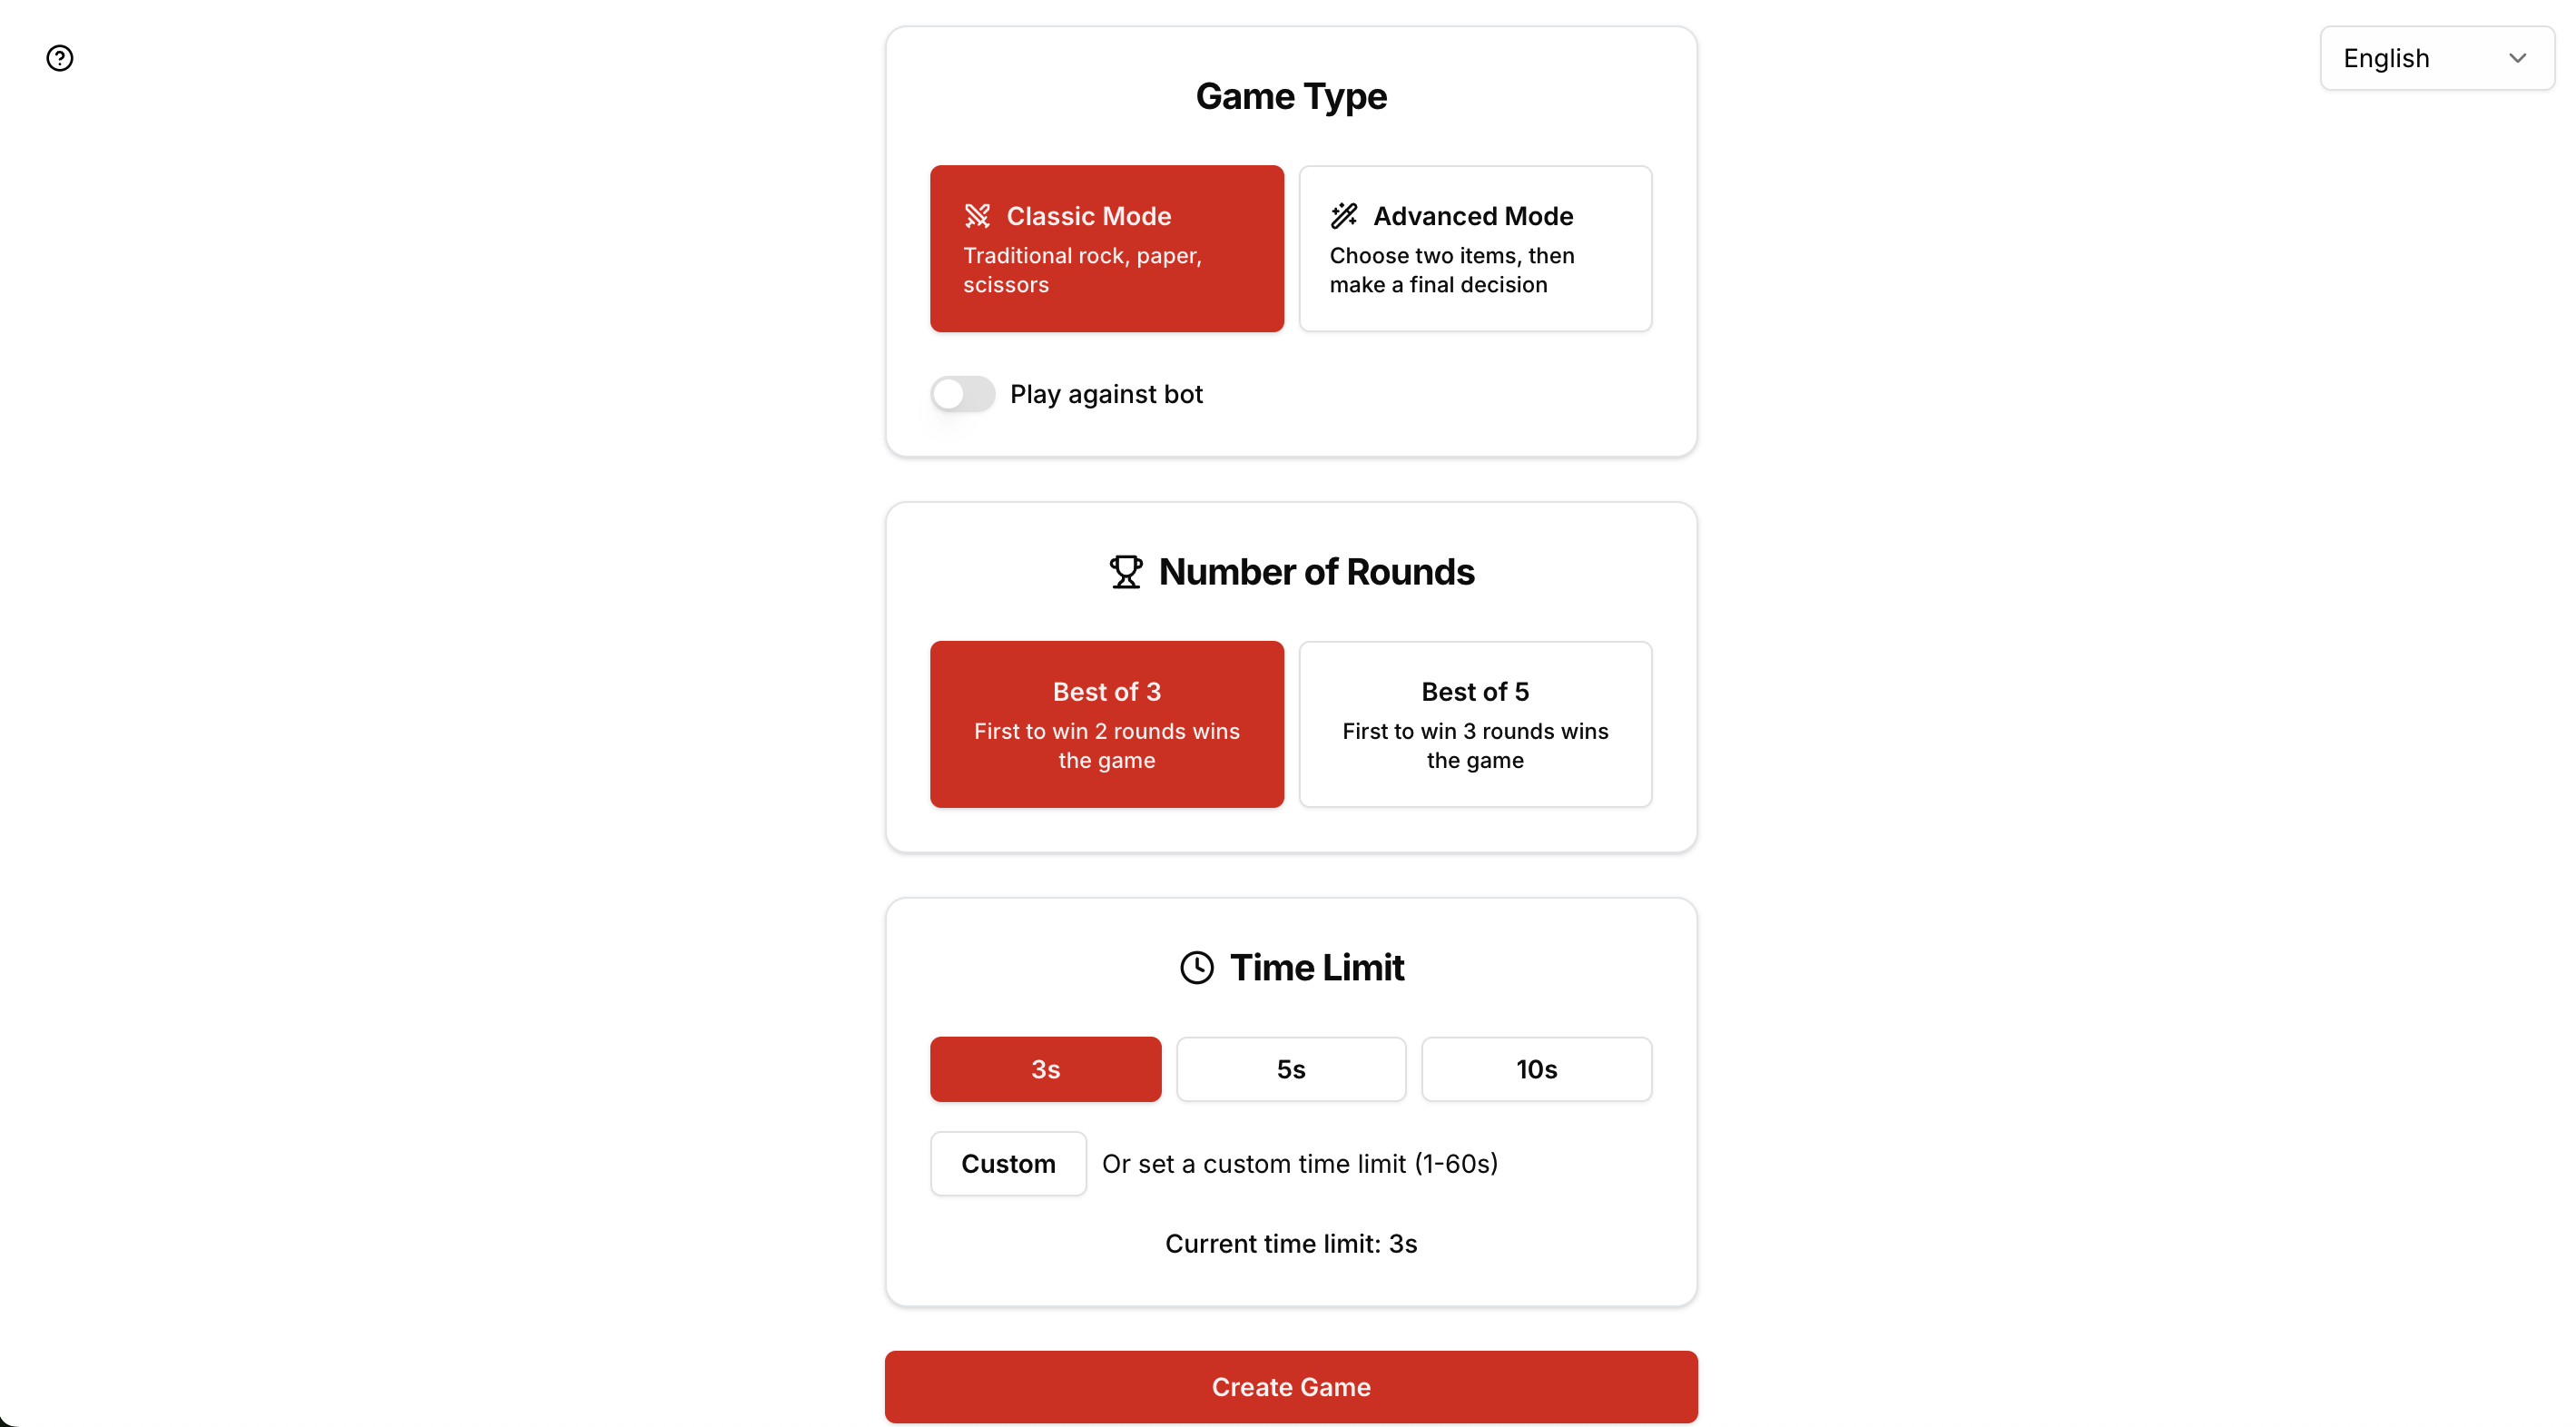 English
Game Type
Classic Mode
Traditional rock, paper,
scissors
Advanced Mode
Choose two items, then
make a final decision
Play against bot
Number of Rounds
Best of 3
First to win 2 rounds wins
the game
Best of 5
First to win 3 rounds wins
the game
Time Limit
3s
5s
10s
Custom
Or set a custom time limit (1-60s)
Current time limit: 3s
Create Game